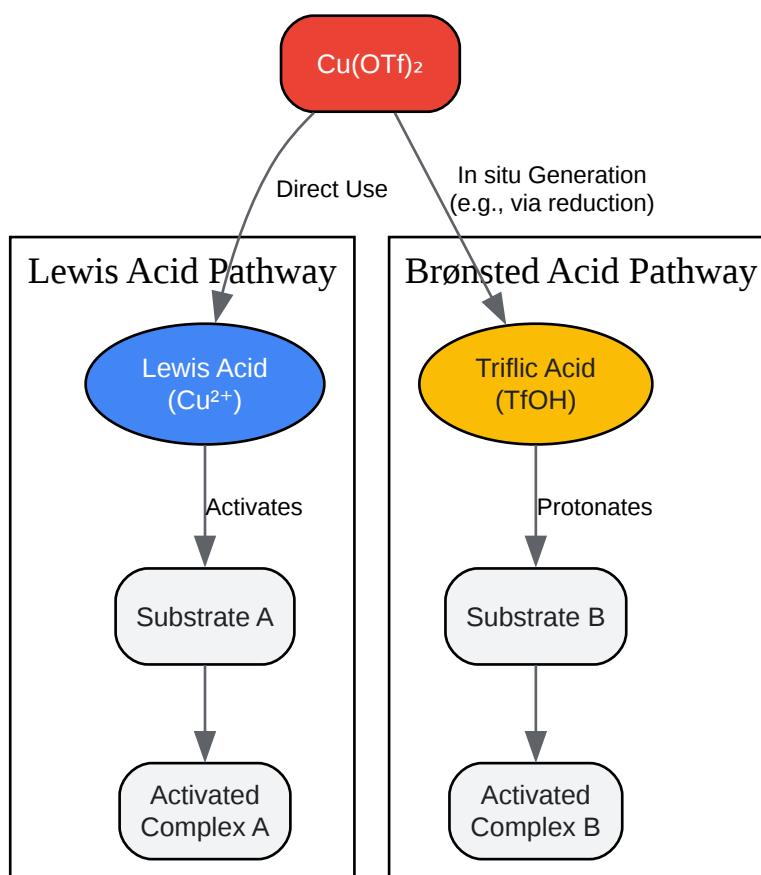 Cu(OTf)₂
Direct Use
In situ Generation
(e.g., via reduction)
Lewis Acid Pathway
Brønsted Acid Pathway
Lewis Acid
(Cu²⁺)
Triflic Acid
(TfOH)
Activates
Protonates
Substrate A
Substrate B
Activated
Complex A
Activated
Complex B